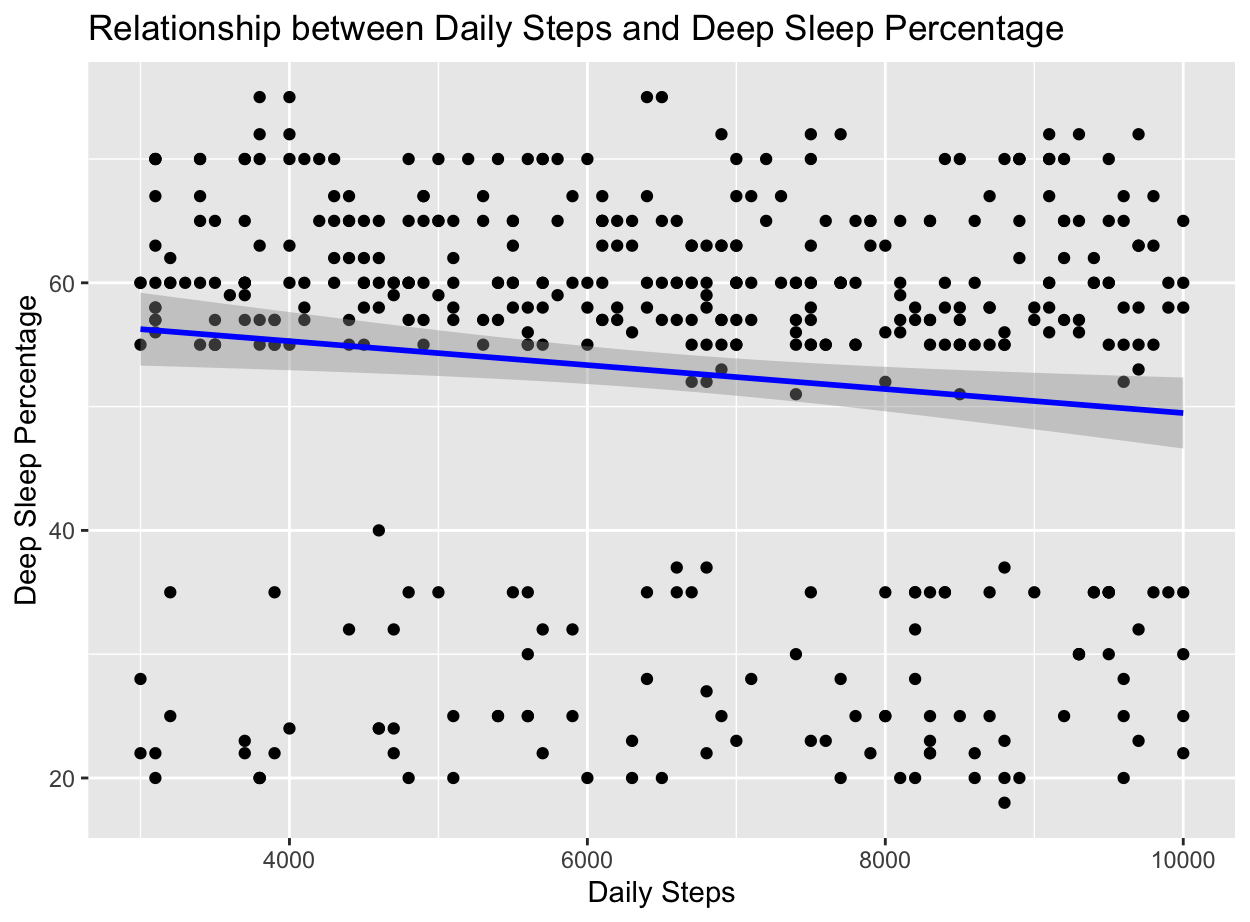 Relationship between Daily Steps and Deep Sleep Percentage
Deep Sleep Percentage
60
40
20
4000 6000 8000 10000
Daily Steps